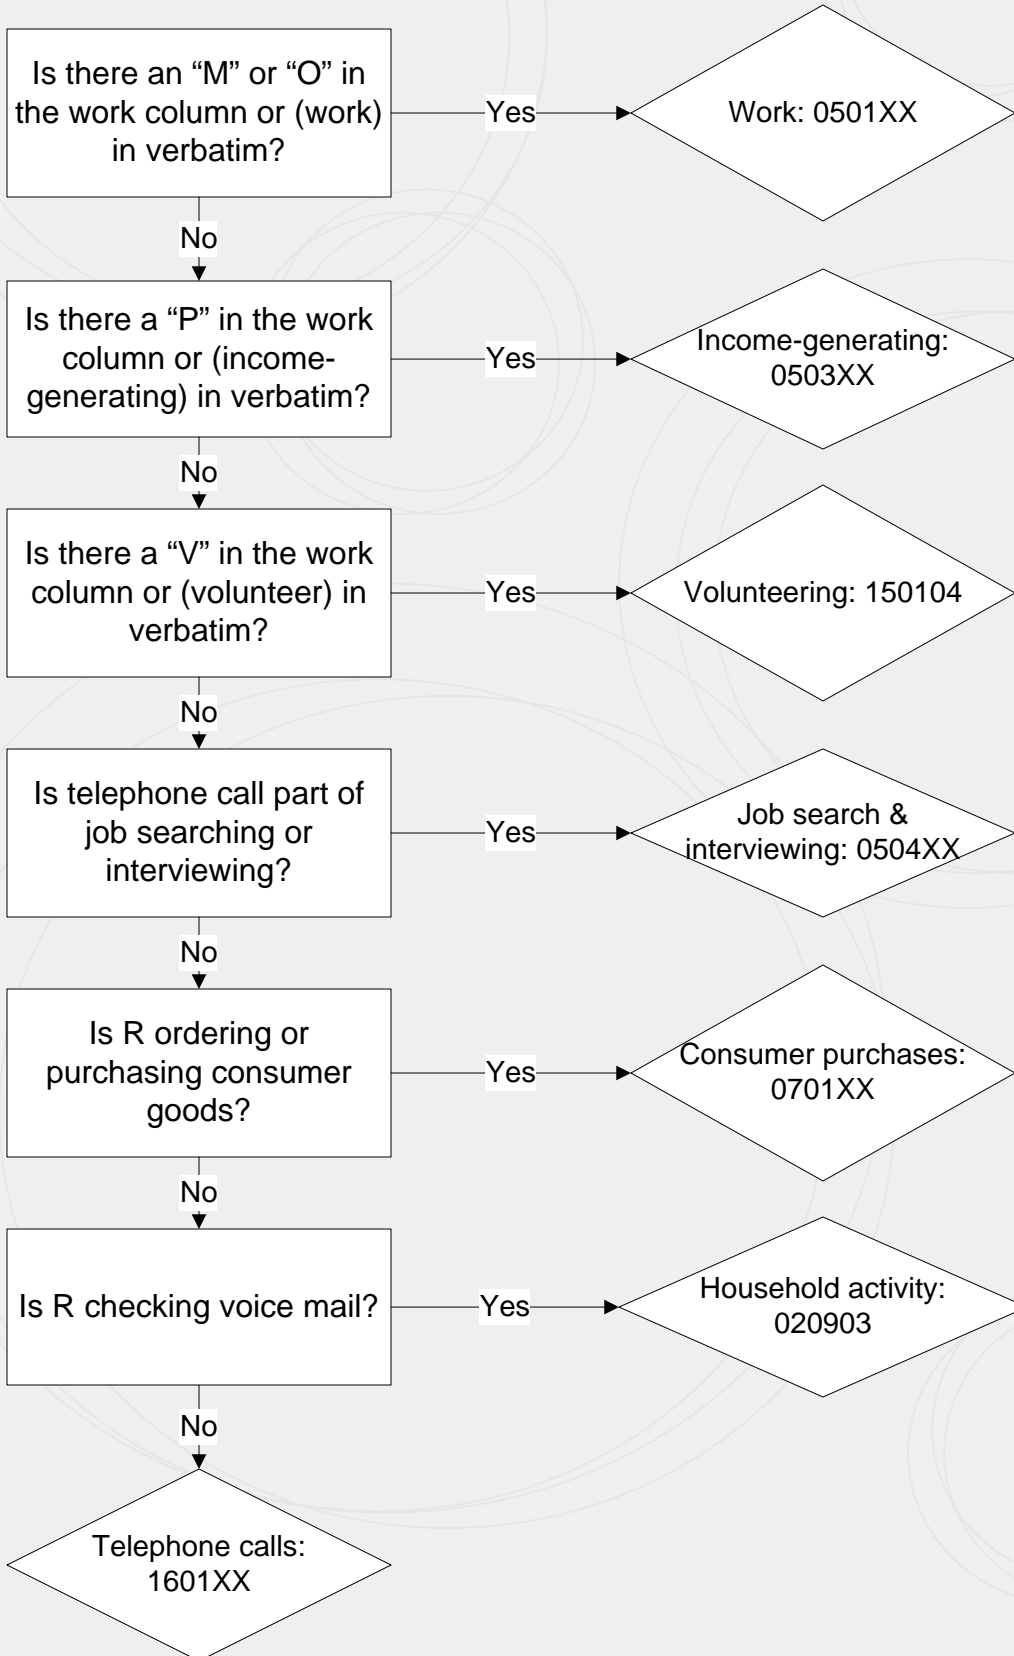 Is there an “M” or “O” in
the work column or (work)
in verbatim?
Yes
Work: 0501XX
No
Is there a “P” in the work
column or (income-
generating) in verbatim?
Yes
Income-generating:
0503XX
No
Is there a “V” in the work
column or (volunteer) in
verbatim?
Yes
Volunteering: 150104
No
Is telephone call part of
job searching or
interviewing?
Yes
Job search &
interviewing: 0504XX
No
Is R ordering or
purchasing consumer
goods?
Yes
Consumer purchases:
0701XX
No
Is R checking voice mail?
Yes
Household activity:
020903
No
Telephone calls:
1601XX